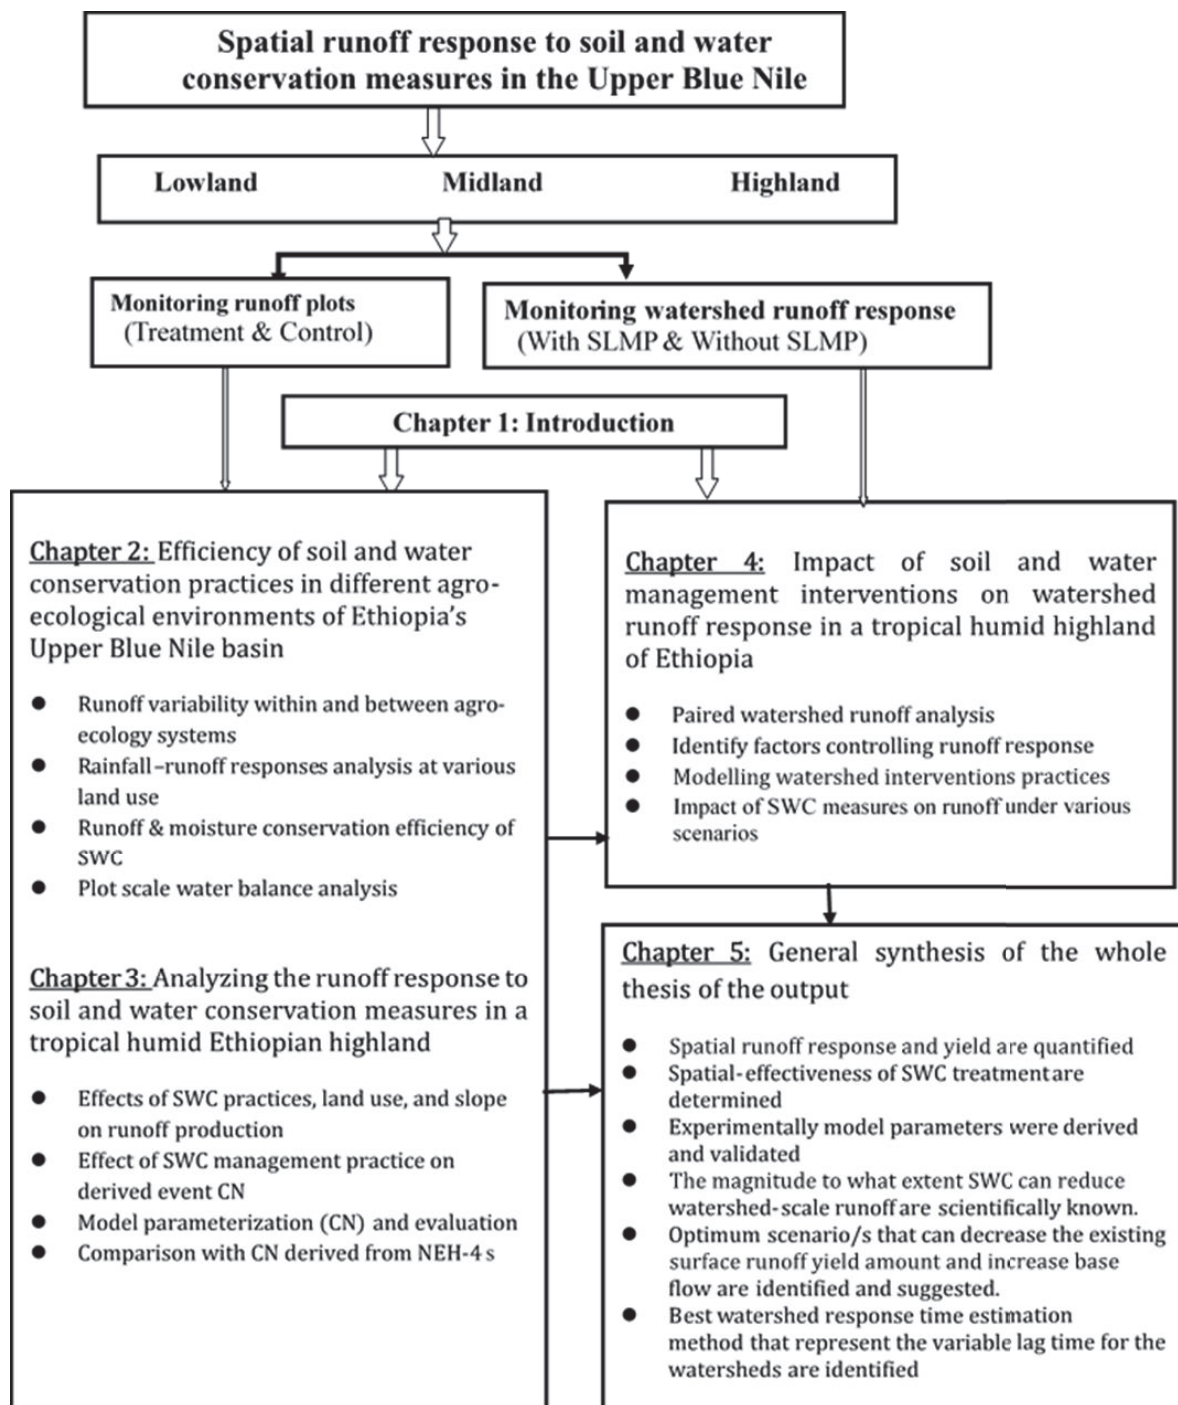 Spatial runoff response to soil and water
conservation measures in the Upper Blue Nile
Lowland Midland Highland
Monitoring runoff plots
(Treatment & Control)
Monitoring watershed runoff response
(With SLMP & Without SLMP)
Chapter 1: Introduction
Chapter 2: Efficiency of soil and water
conservation practices in different agro-
ecological environments of Ethiopia's
Upper Blue Nile basin
● Runoff variability within and between agro-
ecology systems
● Rainfall–runoff responses analysis at various
land use
● Runoff & moisture conservation efficiency of
SWC
● Plot scale water balance analysis
Chapter 3: Analyzing the runoff response to
soil and water conservation measures in a
tropical humid Ethiopian highland
● Effects of SWC practices, land use, and slope
on runoff production
● Effect of SWC management practice on
derived event CN
● Model parameterization (CN) and evaluation
● Comparison with CN derived from NEH-4 s
Chapter 4: Impact of soil and water
management interventions on watershed
runoff response in a tropical humid highland
of Ethiopia
● Paired watershed runoff analysis
● Identify factors controlling runoff response
● Modelling watershed interventions practices
● Impact of SWC measures on runoff under various
scenarios
Chapter 5: General synthesis of the whole
thesis of the output
● Spatial runoff response and yield are quantified
● Spatial-effectiveness of SWC treatment are
determined
● Experimentally model parameters were derived
and validated
● The magnitude to what extent SWC can reduce
watershed-scale runoff are scientifically known.
● Optimum scenario/s that can decrease the existing
surface runoff yield amount and increase base
flow are identified and suggested.
● Best watershed response time estimation
method that represent the variable lag time for the
watersheds are identified